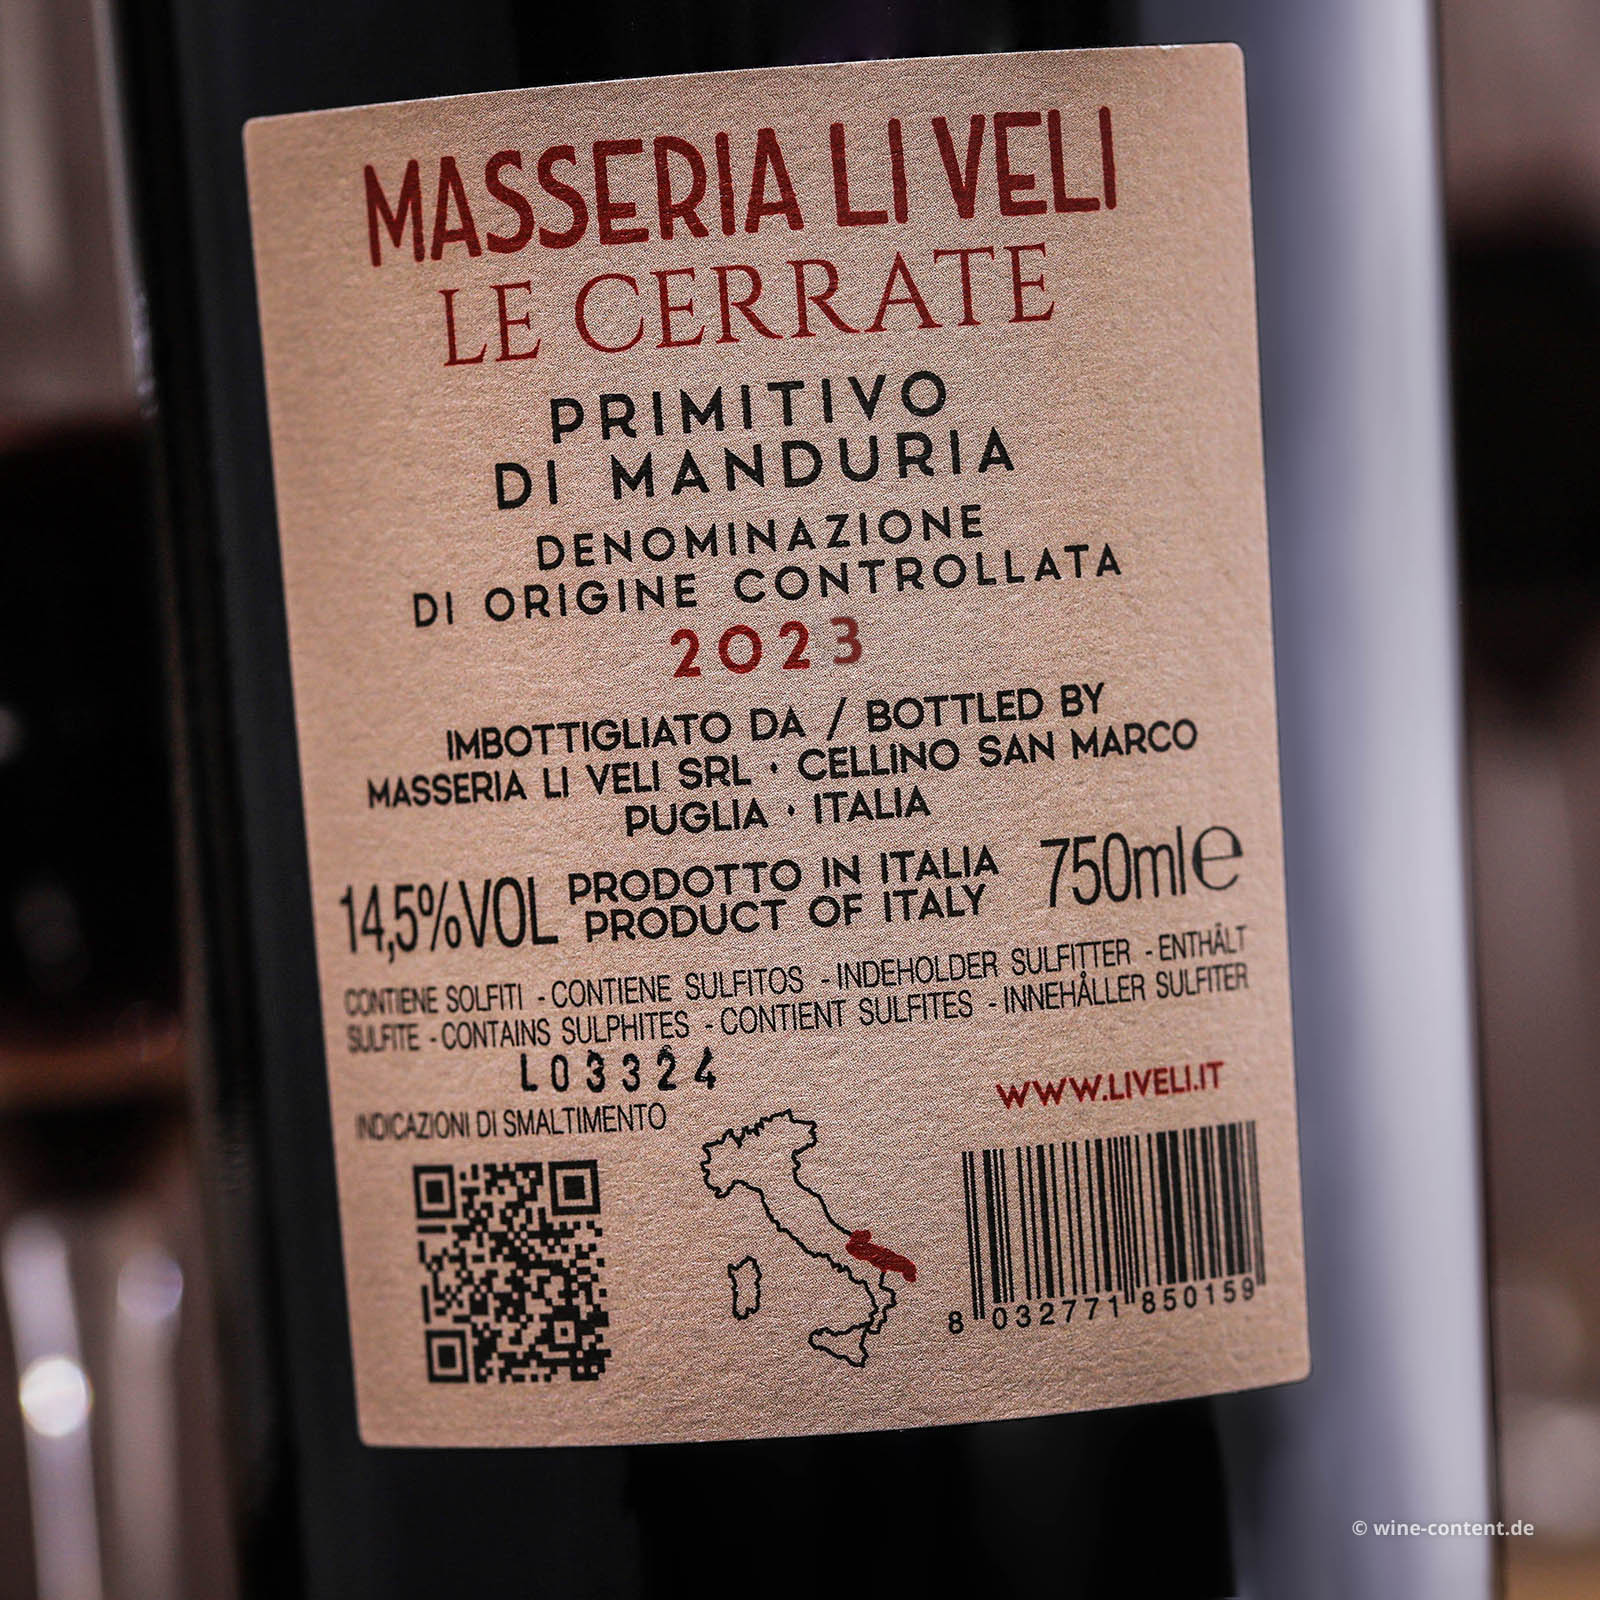 MASSERIA LI VELI
LE CERRATE
PRIMITIVO
DI MANDURIA
DENOMINAZIONE
DI ORIGINE CONTROLLATA
2023
IMBOTTIGLIATO DA / BOTTLED BY
MASSERIA LI VELI SRL · CELLINO SAN MARCO
PUGLIA · ITALIA
14,5%VOL
PRODOTTO IN ITALIA
PRODUCT OF ITALY
750ml e
CONTIENE SOLFITI - CONTIENE SULFITOS - INDEHOLDER SULFITTER - ENTHÄLT
SULFITE - CONTAINS SULPHITES - CONTIENT SULFITES - INNEHÅLLER SULFITER
L03324
INDICAZIONI DI SMALTIMENTO
WWW.LIVELI.IT
8 032771 850159
© wine-content.de